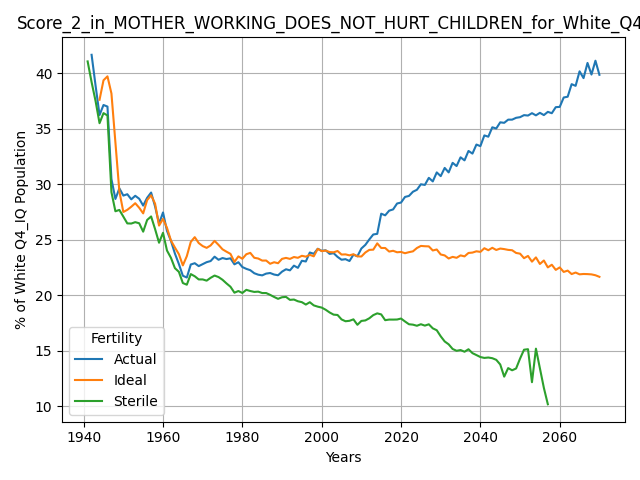 Score_2_in_MOTHER_WORKING_DOES_NOT_HURT_CHILDREN_for_White_Q4
% of White Q4_IQ Population
40
35
30
25
20
15
10
Fertility
Actual
Ideal
Sterile
1940 1960 1980 2000 2020 2040 2060
Years